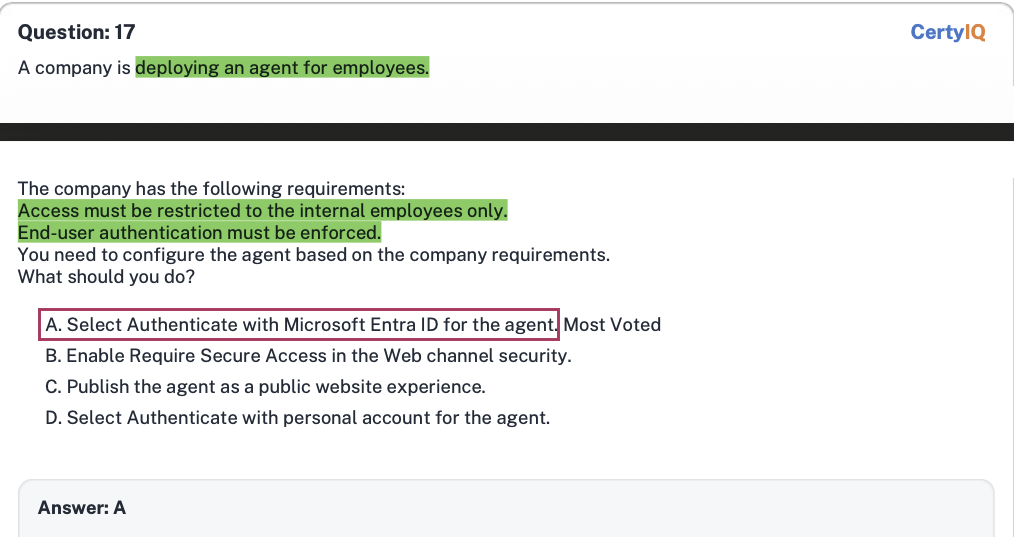 Question: 17
CertyIQ
A company is deploying an agent for employees.
The company has the following requirements:
Access must be restricted to the internal employees only.
End-user authentication must be enforced.
You need to configure the agent based on the company requirements.
What should you do?
A. Select Authenticate with Microsoft Entra ID for the agent. Most Voted
B. Enable Require Secure Access in the Web channel security.
C. Publish the agent as a public website experience.
D. Select Authenticate with personal account for the agent.
Answer: A